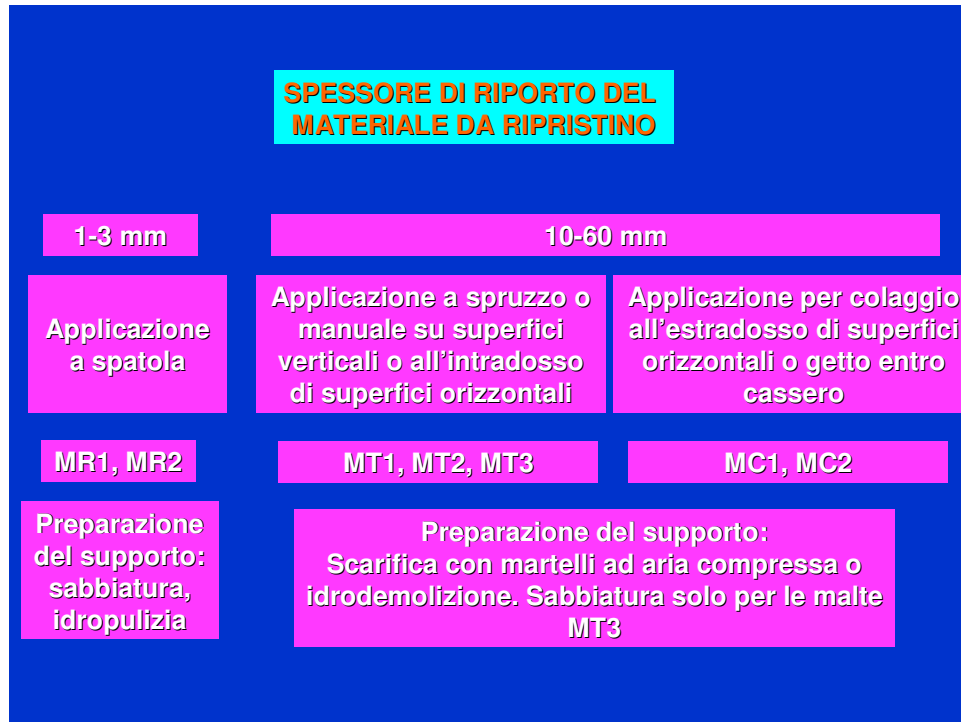 SPESSORE DI RIPORTO DEL
MATERIALE DA RIPRISTINO
1-3 mm
10-60 mm
Applicazione
a spatola
Applicazione a spruzzo o
manuale su superfici
verticali o all'intradosso
di superfici orizzontali
Applicazione per colaggio
all'estradosso di superfici
orizzontali o getto entro
cassero
MR1, MR2
MT1, MT2, MT3
MC1, MC2
Preparazione
del supporto:
sabbiatura,
idropulizia
Preparazione del supporto:
Scarifica con martelli ad aria compressa o
idrodemolizione. Sabbiatura solo per le malte
MT3